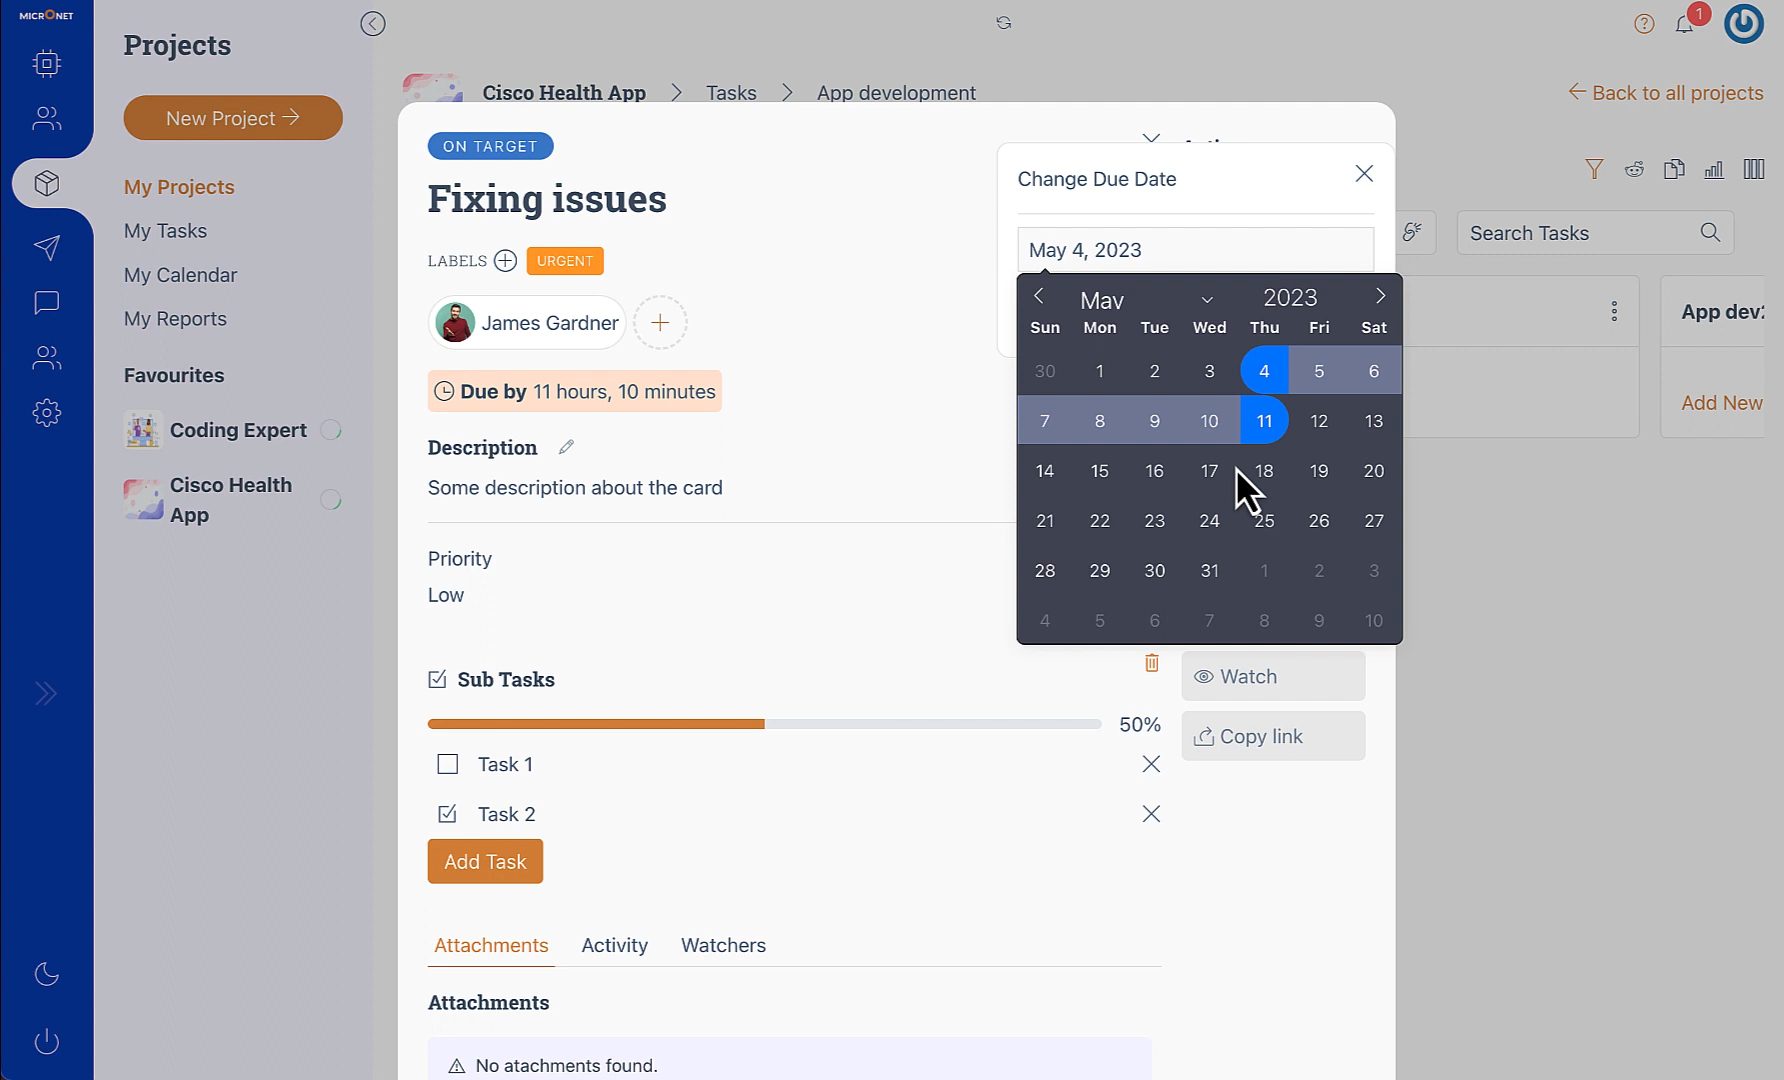 MICRONET
Projects
New Project
My Projects
My Tasks
My Calendar
My Reports
Favourites
Coding Expert
Cisco Health
App
1
Cisco Health App
Tasks
App development
Back to all projects
Search Tasks
App dev2
Add New
ON TARGET
Fixing issues
LABELS
URGENT
James Gardner
Due by 11 hours, 10 minutes
Description
Some description about the card
Priority
Low
Sub Tasks
50%
Task 1
Task 2
Add Task
Attachments Activity Watchers
Attachments
No atachments found.
Change Due Date
May 4, 2023
May 2023
Sun Mon Tue Wed Thu Fri Sat
30 1 2 3 4 5 6
7 8 9 10 11 12 13
14 15 16 17 18 19 20
21 22 23 24 25 26 27
28 29 30 31 1 2 3
4 5 6 7 8 9 10
Watch
Copy link